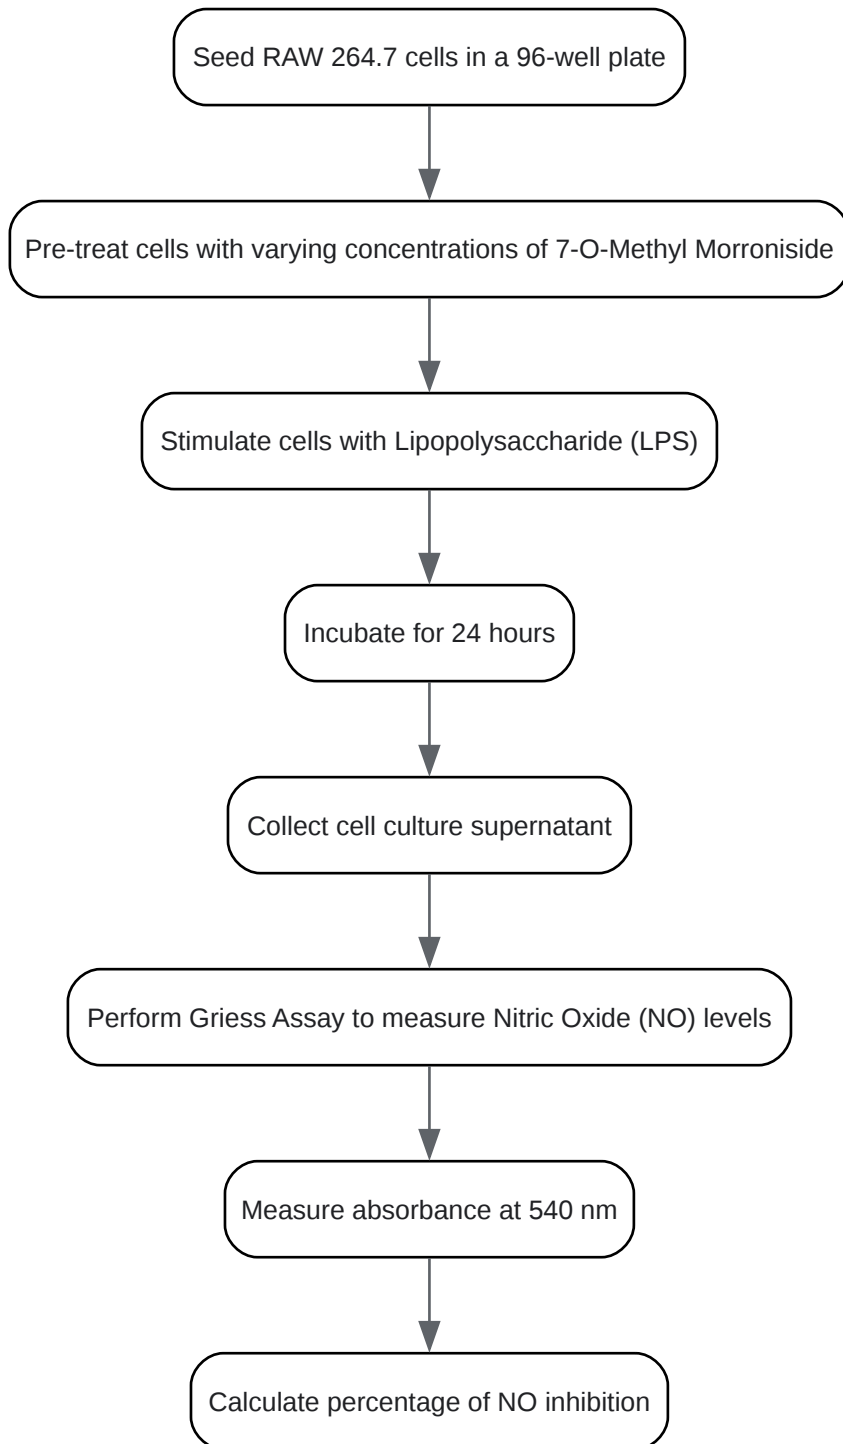 Seed RAW 264.7 cells in a 96-well plate
Pre-treat cells with varying concentrations of 7-O-Methyl Morroniside
Stimulate cells with Lipopolysaccharide (LPS)
Incubate for 24 hours
Collect cell culture supernatant
Perform Griess Assay to measure Nitric Oxide (NO) levels
Measure absorbance at 540 nm
Calculate percentage of NO inhibition